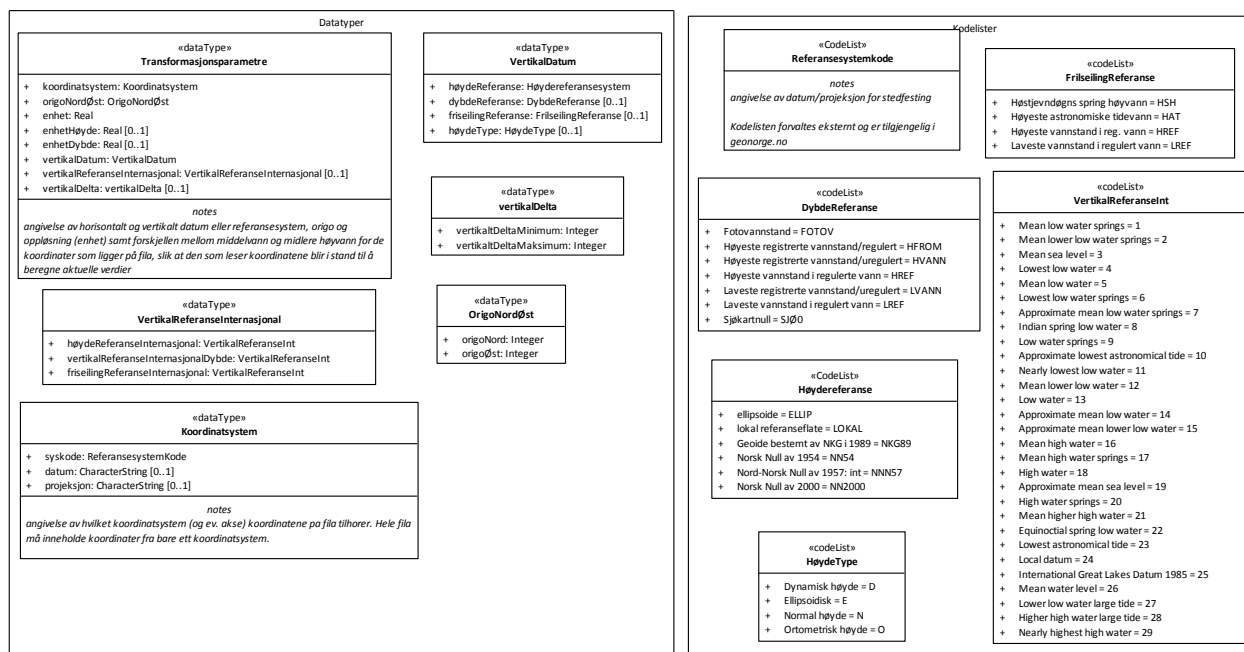 Datatyper
«dataType»
Transformasjonsparametre
+ koordinatsystem: Koordinatsystem
+ origoNordØst: OrigoNordØst
+ enhet: Real
+ enhetHøyde: Real [0..1]
+ enhetDybde: Real [0..1]
+ vertikalDatum: VertikalDatum
+ vertikalReferanseInternasjonal: VertikalReferanseInternasjonal [0..1]
+ vertikalDelta: vertikalDelta [0..1]
notes
angivelse av horisontalt og vertikalt datum eller referansesystem, origo og
oppløsning (enhet) samt forskjellen mellom middelvann og midlere høyvann for de
koordinater som ligger på fila, slik at den som leser koordinatene blir i stand til å
beregne aktuelle verdier
«dataType»
VertikalDatum
+ høydeReferanse: Høydereferansesystem
+ dybdeReferanse: DybdeReferanse [0..1]
+ friseilingReferanse: FrilseilingReferanse [0..1]
+ høydeType: HøydeType [0..1]
«dataType»
vertikalDelta
+ vertikaltDeltaMinimum: Integer
+ vertikaltDeltaMaksimum: Integer
«dataType»
VertikalReferanseInternasjonal
+ høydeReferanseInternasjonal: VertikalReferanseInt
+ vertikalReferanseInternasjonalDybde: VertikalReferanseInt
+ friseilingReferanseInternasjonal: VertikalReferanseInt
«dataType»
OrigoNordØst
+ origoNord: Integer
+ origoØst: Integer
«dataType»
Koordinatsystem
+ syskode: ReferansesystemKode
+ datum: CharacterString [0..1]
+ projeksjon: CharacterString [0..1]
notes
angivelse av hvilket koordinatsystem (og ev. akse) koordinatene pa fila tilhorer. Hele fila
må inneholde koordinater fra bare ett koordinatsystem.
Kodelister
«CodeList»
Referansesystemkode
notes
angivelse av datum/projeksjon for stedfesting
Kodelisten forvaltes eksternt og er tilgjengelig i
geonorge.no
«codeList»
FrilseilingReferanse
+ Høstjevndøgns spring høyvann = HSH
+ Høyeste astronomiske tidevann = HAT
+ Høyeste vannstand i reg. vann = HREF
+ Laveste vannstand i regulert vann = LREF
«CodeList»
DybdeReferanse
+ Fotovannstand = FOTOV
+ Høyeste registrerte vannstand/regulert = HFROM
+ Høyeste registrerte vannstand/uregulert = HVANN
+ Høyeste vannstand i regulerte vann = HREF
+ Laveste registrerte vannstand/uregulert = LVANN
+ Laveste vannstand i regulert vann = LREF
+ Sjøkartnull = SJØ0
«CodeList»
Høydereferanse
+ ellipsoide = ELLIP
+ lokal referanseflate = LOKAL
+ Geoide bestemt av NKG i 1989 = NKG89
+ Norsk Null av 1954 = NN54
+ Nord-Norsk Null av 1957: int = NNN57
+ Norsk Null av 2000 = NN2000
«codeList»
HøydeType
+ Dynamisk høyde = D
+ Ellipsoidisk = E
+ Normal høyde = N
+ Ortometrisk høyde = O
«codeList»
VertikalReferanseInt
+ Mean low water springs = 1
+ Mean lower low water springs = 2
+ Mean sea level = 3
+ Lowest low water = 4
+ Mean low water = 5
+ Lowest low water springs = 6
+ Approximate mean low water springs = 7
+ Indian spring low water = 8
+ Low water springs = 9
+ Approximate lowest astronomical tide = 10
+ Nearly lowest low water = 11
+ Mean lower low water = 12
+ Low water = 13
+ Approximate mean low water = 14
+ Approximate mean lower low water = 15
+ Mean high water = 16
+ Mean high water springs = 17
+ High water = 18
+ Approximate mean sea level = 19
+ High water springs = 20
+ Mean higher high water = 21
+ Equinoctial spring low water = 22
+ Lowest astronomical tide = 23
+ Local datum = 24
+ International Great Lakes Datum 1985 = 25
+ Mean water level = 26
+ Lower low water large tide = 27
+ Higher high water large tide = 28
+ Nearly highest high water = 29